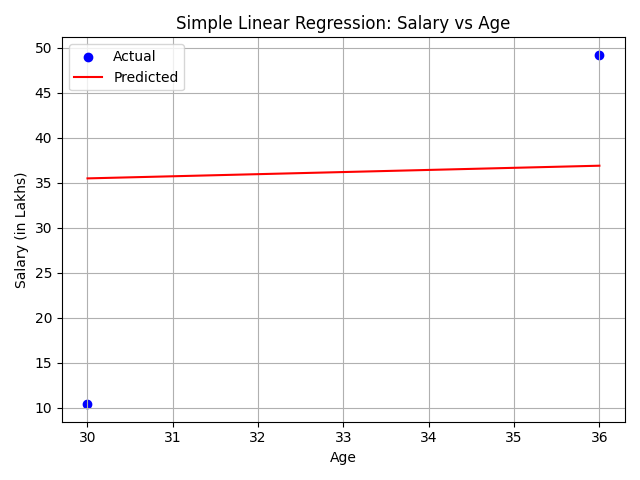 Simple Linear Regression: Salary vs Age
Actual
Predicted
50
45
40
35
30
25
20
15
10
Salary (in Lakhs)
30 31 32 33 34 35 36
Age